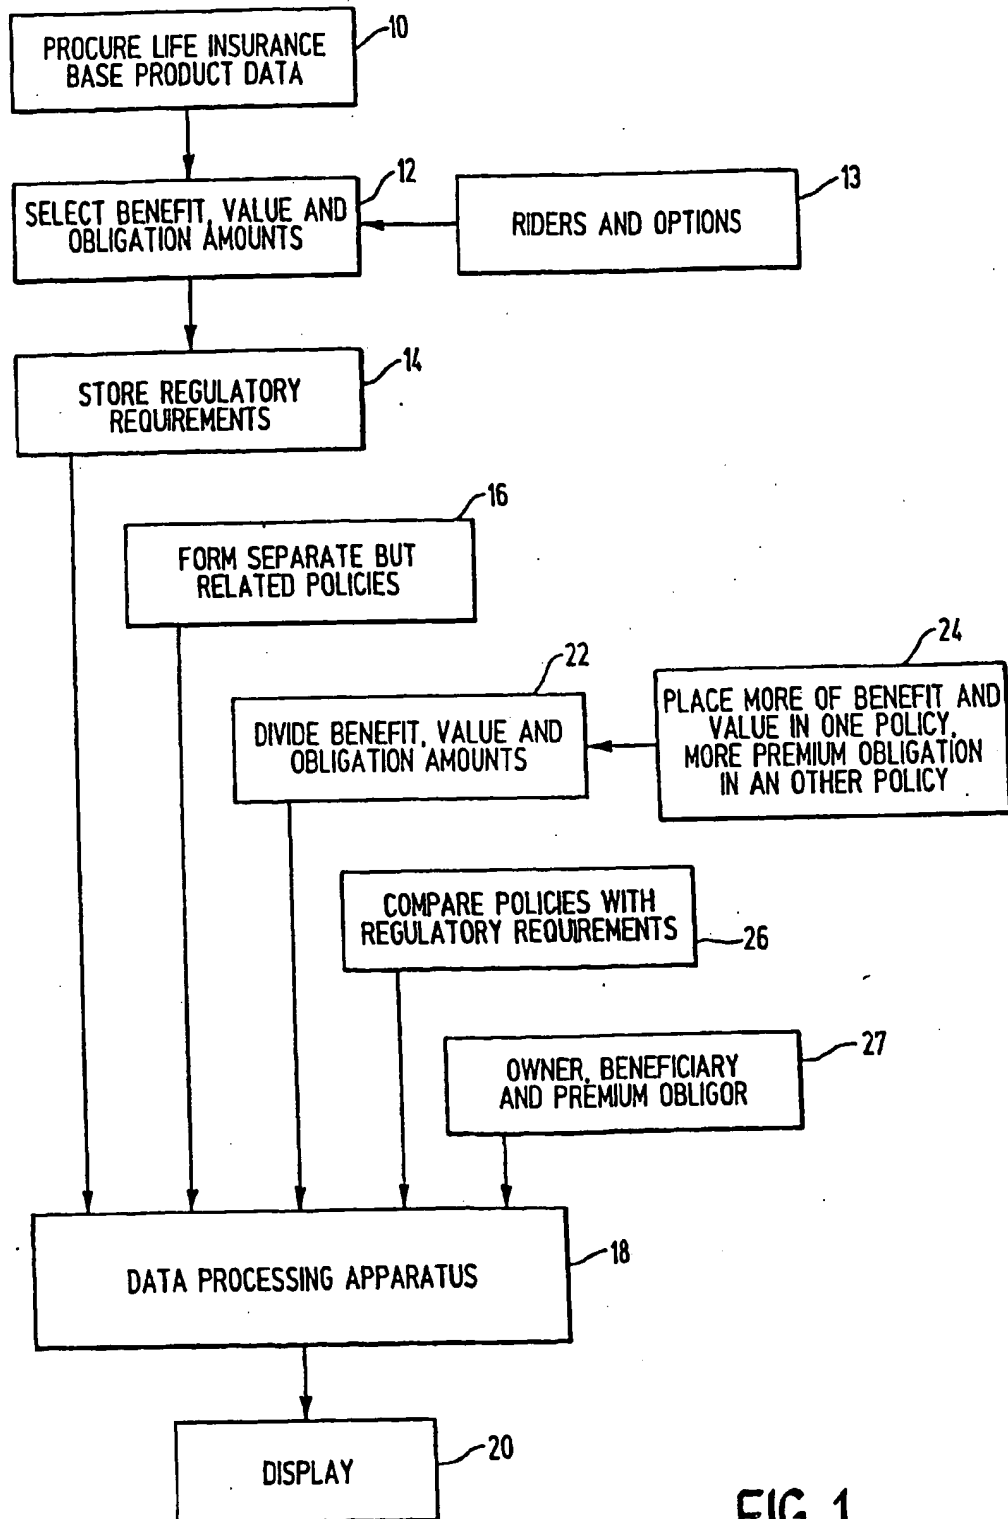 10
PROCURE LIFE INSURANCE
BASE PRODUCT DATA
12
SELECT BENEFIT, VALUE AND
OBLIGATION AMOUNTS
13
RIDERS AND OPTIONS
14
STORE REGULATORY
REQUIREMENTS
16
FORM SEPARATE BUT
RELATED POLICIES
22
DIVIDE BENEFIT, VALUE AND
OBLIGATION AMOUNTS
24
PLACE MORE OF BENEFIT AND
VALUE IN ONE POLICY,
MORE PREMIUM OBLIGATION
IN AN OTHER POLICY
COMPARE POLICIES WITH
REGULATORY REQUIREMENTS
26
27
OWNER, BENEFICIARY
AND PREMIUM OBLIGOR
18
DATA PROCESSING APPARATUS
20
DISPLAY
FIG. 1